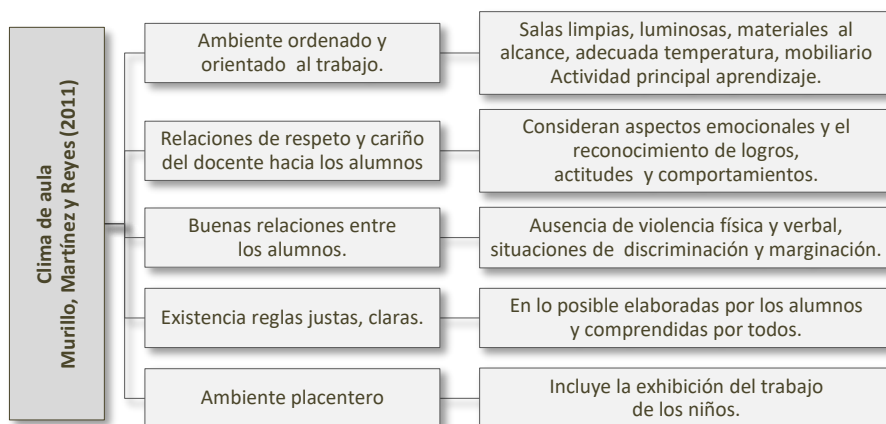 Clima de aula
Murillo, Martínez y Reyes (2011)
Ambiente ordenado y
orientado al trabajo.
Salas limpias, luminosas, materiales al
alcance, adecuada temperatura, mobiliario
Actividad principal aprendizaje.
Relaciones de respeto y cariño
del docente hacia los alumnos
Consideran aspectos emocionales y el
reconocimiento de logros,
actitudes y comportamientos.
Buenas relaciones entre
los alumnos.
Ausencia de violencia física y verbal,
situaciones de discriminación y marginación.
Existencia reglas justas, claras.
En lo posible elaboradas por los alumnos
y comprendidas por todos.
Ambiente placentero
Incluye la exhibición del trabajo
de los niños.